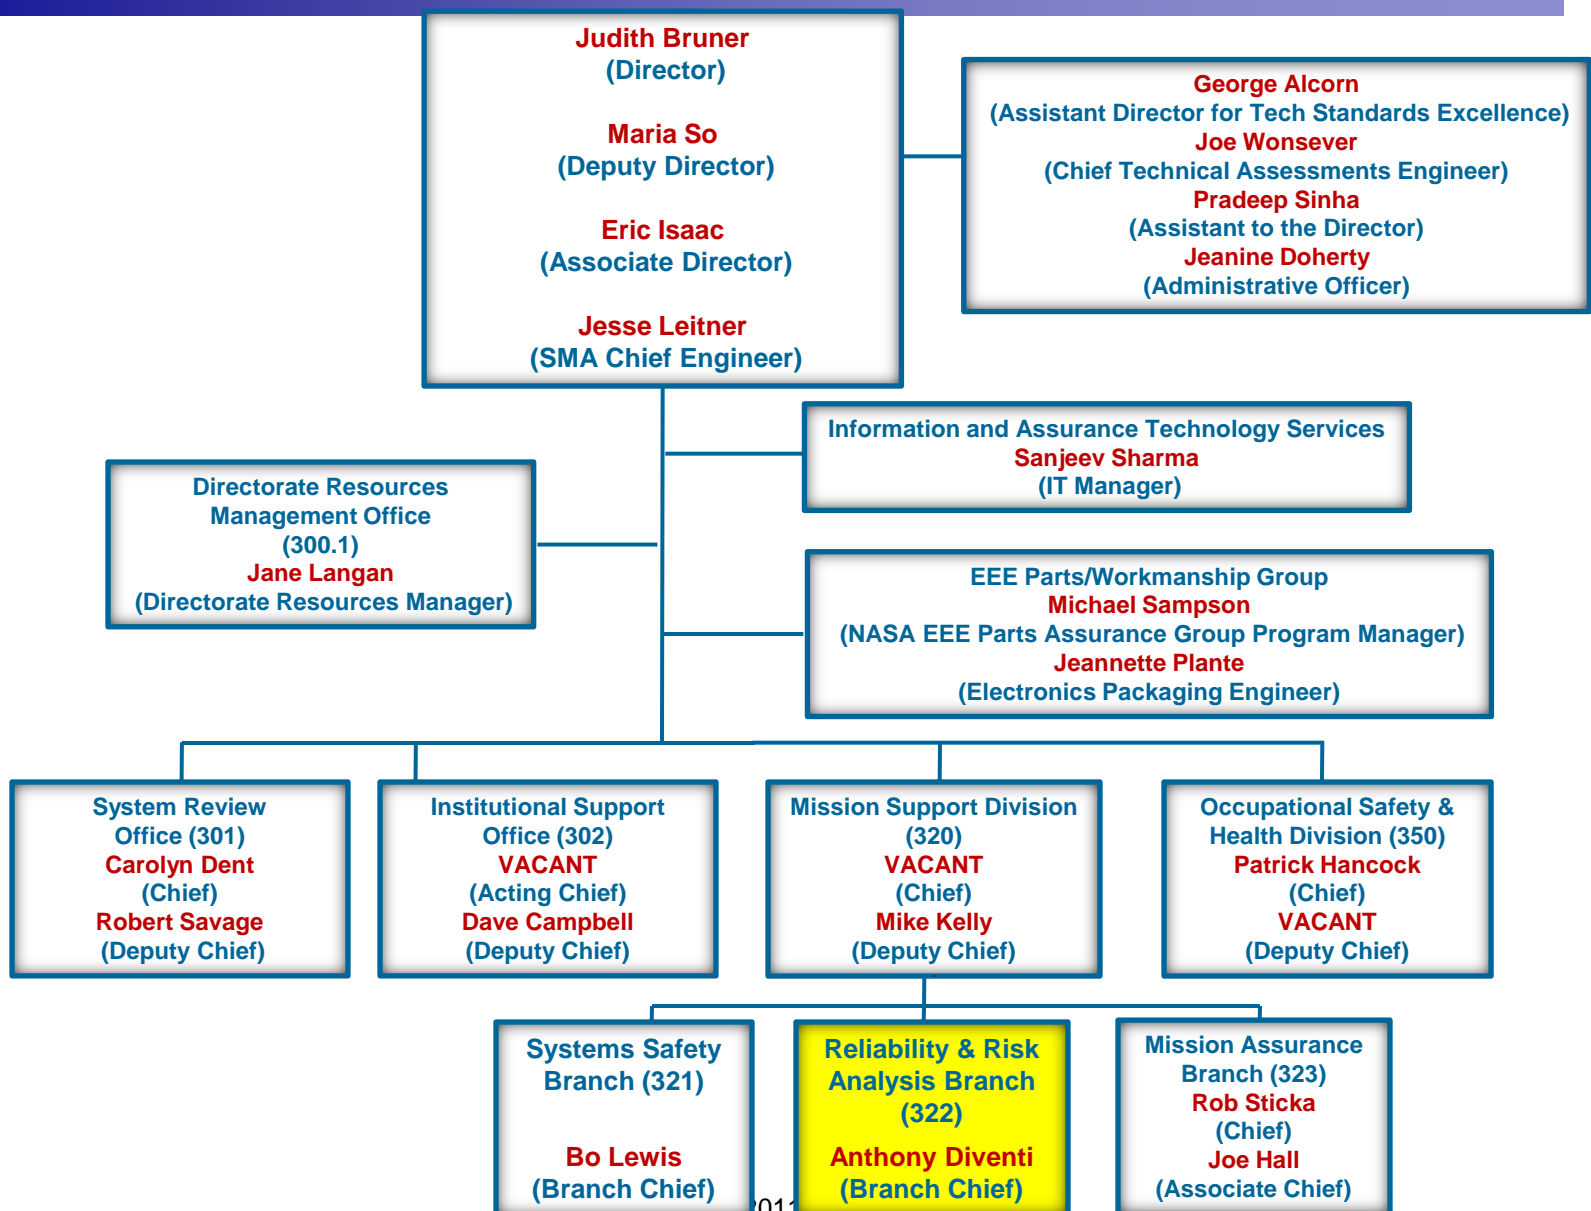 Judith Bruner
(Director)
Maria So
(Deputy Director)
Eric Isaac
(Associate Director)
Jesse Leitner
(SMA Chief Engineer)
George Alcorn
(Assistant Director for Tech Standards Excellence)
Joe Wonsever
(Chief Technical Assessments Engineer)
Pradeep Sinha
(Assistant to the Director)
Jeanine Doherty
(Administrative Officer)
Information and Assurance Technology Services
Sanjeev Sharma
(IT Manager)
Directorate Resources
Management Office
(300.1)
Jane Langan
(Directorate Resources Manager)
EEE Parts/Workmanship Group
Michael Sampson
(NASA EEE Parts Assurance Group Program Manager)
Jeannette Plante
(Electronics Packaging Engineer)
System Review
Office (301)
Carolyn Dent
(Chief)
Robert Savage
(Deputy Chief)
Institutional Support
Office (302)
VACANT
(Acting Chief)
Dave Campbell
(Deputy Chief)
Mission Support Division
(320)
VACANT
(Chief)
Mike Kelly
(Deputy Chief)
Occupational Safety &
Health Division (350)
Patrick Hancock
(Chief)
VACANT
(Deputy Chief)
Systems Safety
Branch (321)
Bo Lewis
(Branch Chief)
Reliability & Risk
Analysis Branch
(322)
Anthony Diventi
(Branch Chief)
Mission Assurance
Branch (323)
Rob Sticka
(Chief)
Joe Hall
(Associate Chief)